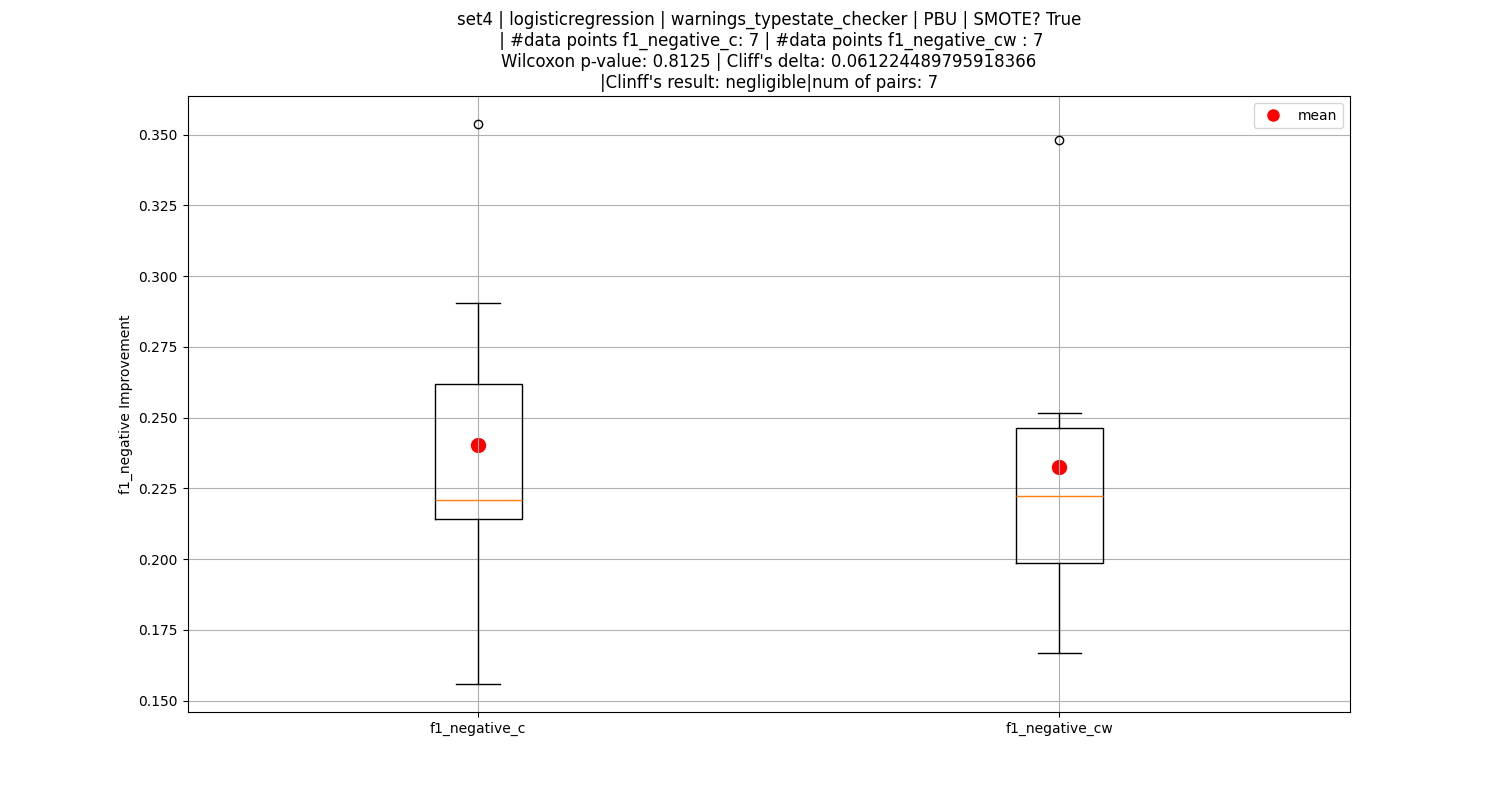 set4 | logisticregression | warnings_typestate_checker | PBU | SMOTE? True
| #data points f1_negative_c: 7 | #data points f1_negative_cw : 7
Wilcoxon p-value: 0.8125 | Cliff's delta: 0.061224489795918366
|Clinff's result: negligible|num of pairs: 7
mean
0.350
0.325
0.300
0.275
0.250
0.225
0.200
0.175
0.150
f1_negative Improvement
f1_negative_c
f1_negative_cw